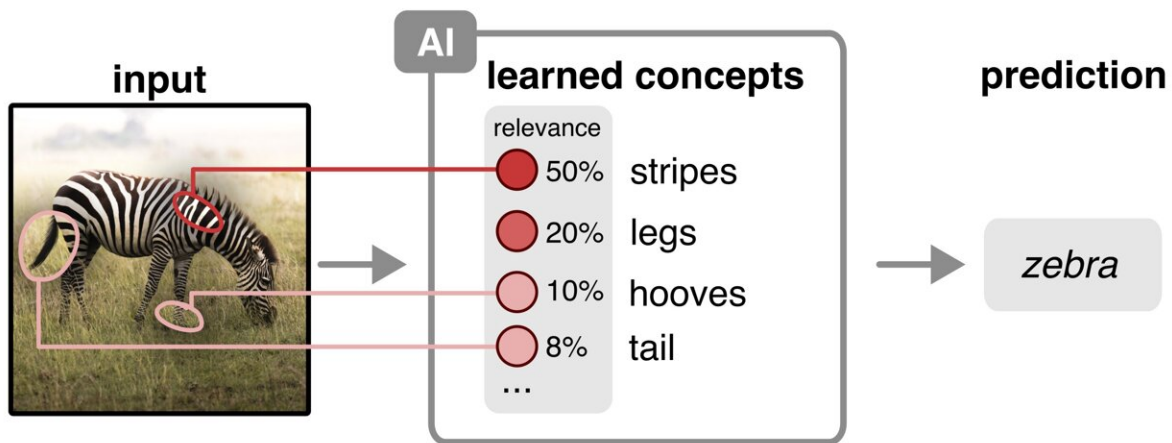 input
AI
learned concepts
relevance
50% stripes
20% legs
10% hooves
8% tail
...
prediction
zebra